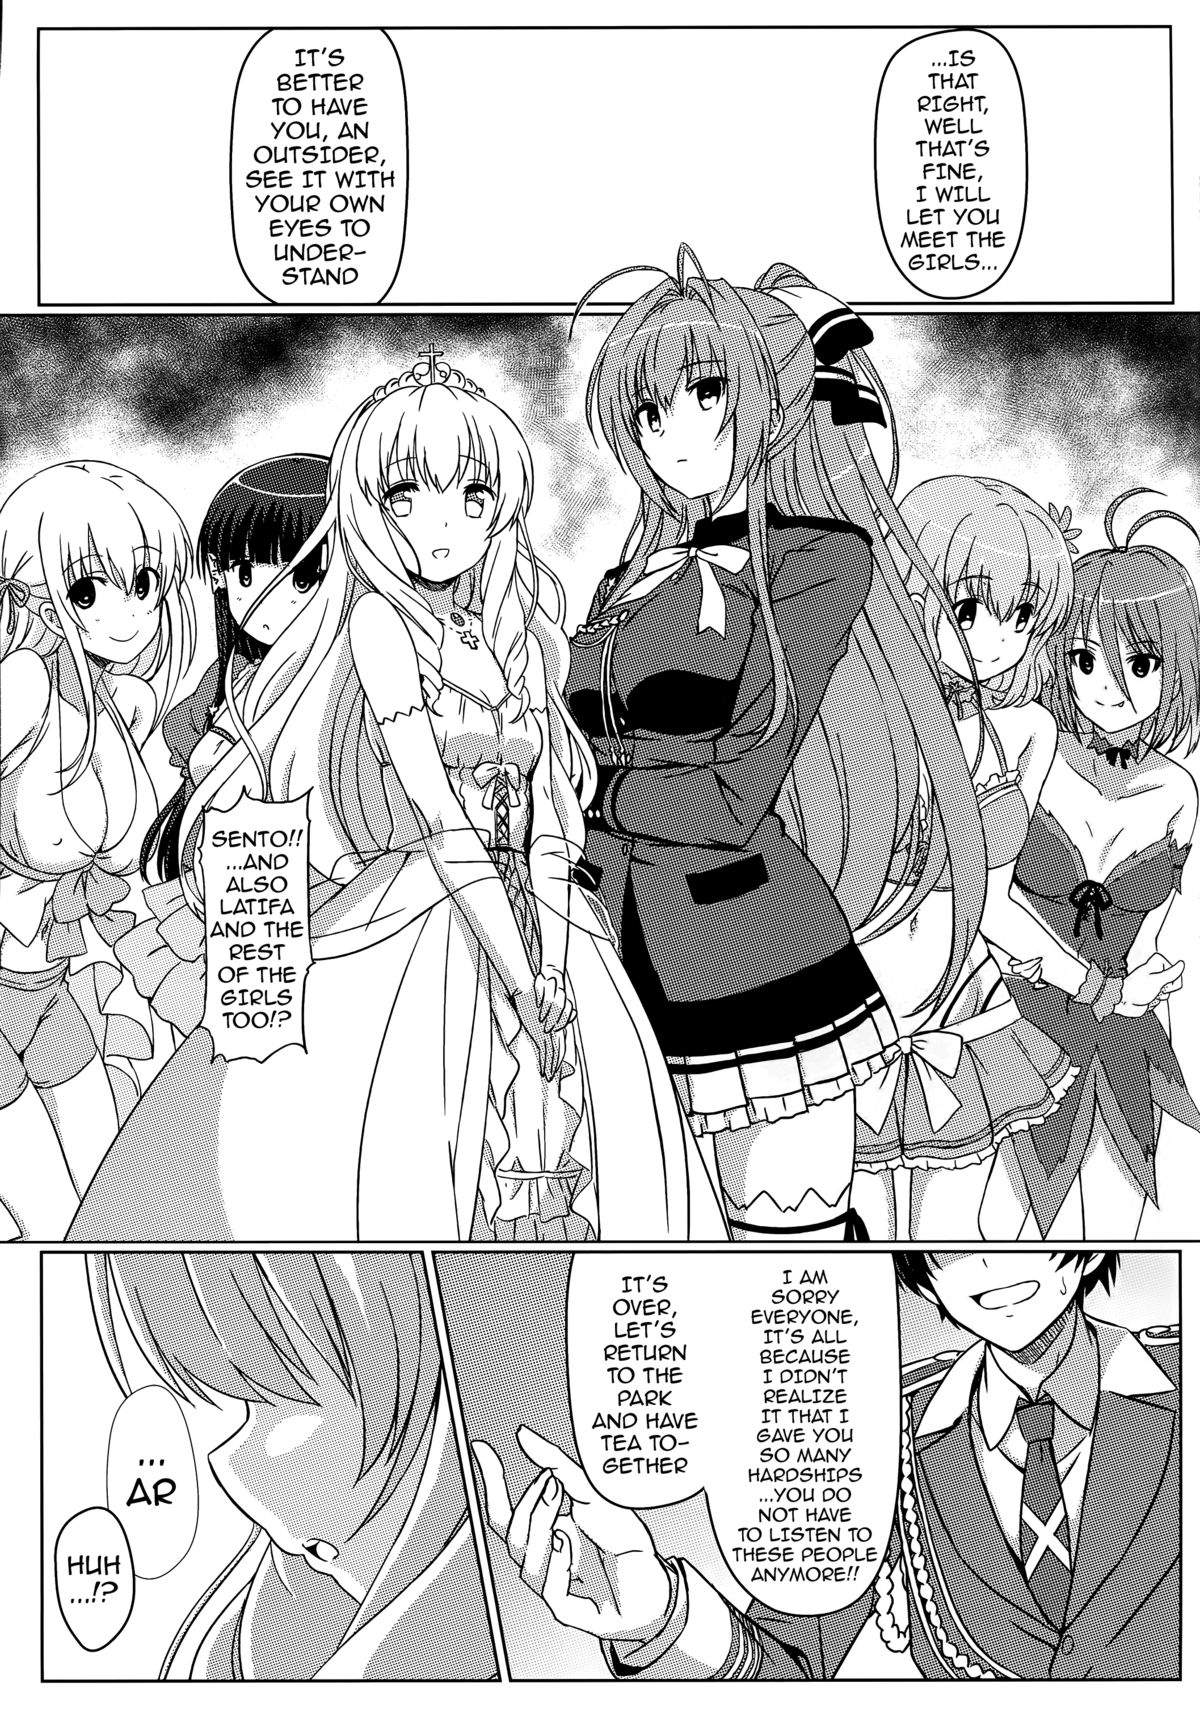 ...IS
THAT
RIGHT,
WELL
THAT'S
FINE,
I WILL
LET YOU
MEET THE
GIRLS...
IT'S
BETTER
TO HAVE
YOU, AN
OUTSIDER,
SEE IT WITH
YOUR OWN
EYES TO
UNDER-
STAND
SENTO!!
...AND
ALSO
LATIFA
AND THE
REST
OF THE
GIRLS
TOO!?
I AM
SORRY
EVERYONE,
IT'S ALL
BECAUSE
I DIDN'T
REALIZE
IT THAT I
GAVE YOU
SO MANY
HARDSHIPS
...YOU DO
NOT HAVE
TO LISTEN TO
THESE PEOPLE
ANYMORE!!
IT'S
OVER,
LET'S
RETURN
TO THE
PARK
AND HAVE
TEA TO-
GETHER
...
AR
HUH
...!?